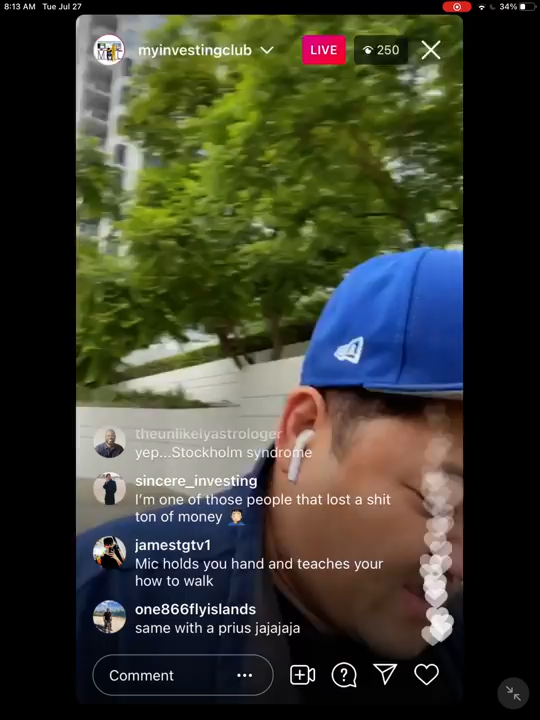 8:13 AM Tue Jul 27
34%
myinvestingclub
LIVE
250
theunlikelyastrologer
yep...Stockholm syndrome
sincere_investing
I'm one of those people that lost a shit
ton of money 🤦🏻‍♂️
jamestgtv1
Mic holds you hand and teaches your
how to walk
one866flyislands
same with a prius jajajaja
Comment